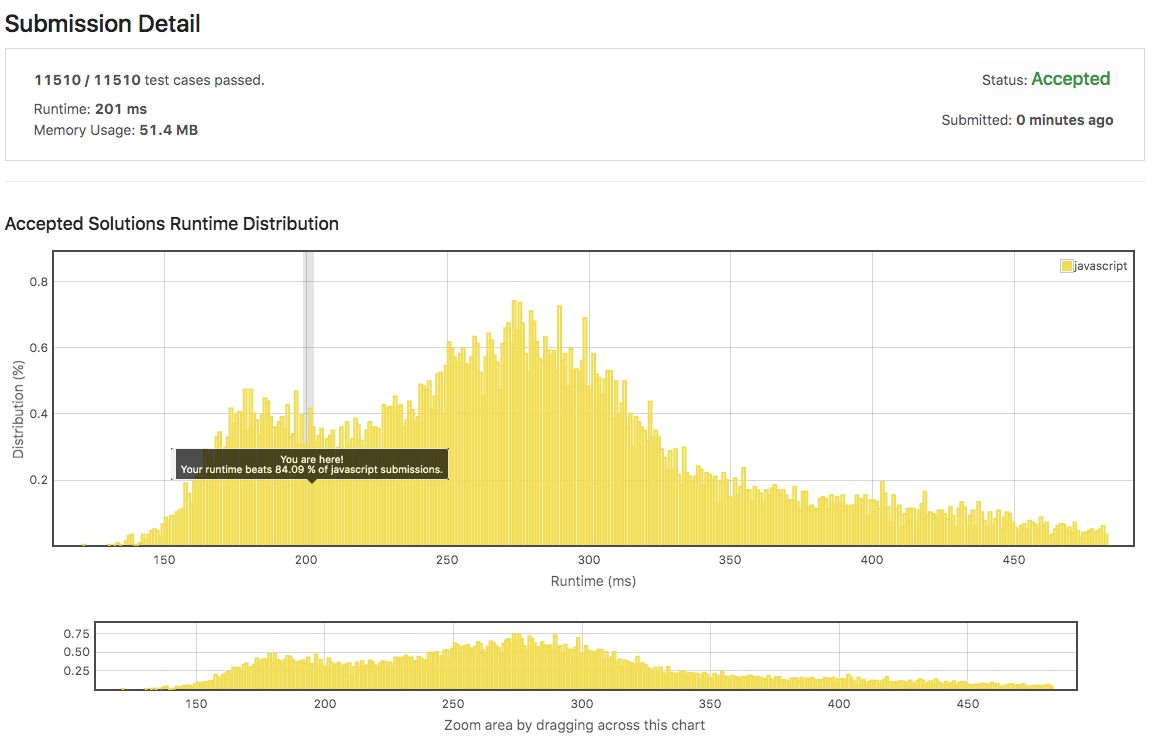 Submission Detail
11510 / 11510 test cases passed.
Status: Accepted
Runtime: 201 ms
Memory Usage: 51.4 MB
Submitted: 0 minutes ago
Accepted Solutions Runtime Distribution
javascript
0.8
0.6
0.4
0.2
Distribution (%)
You are here!
Your runtime beats 84.09 % of javascript submissions.
150 200 250 300 350 400 450
Runtime (ms)
0.75
0.50
0.25
150 200 250 300 350 400 450
Zoom area by dragging across this chart